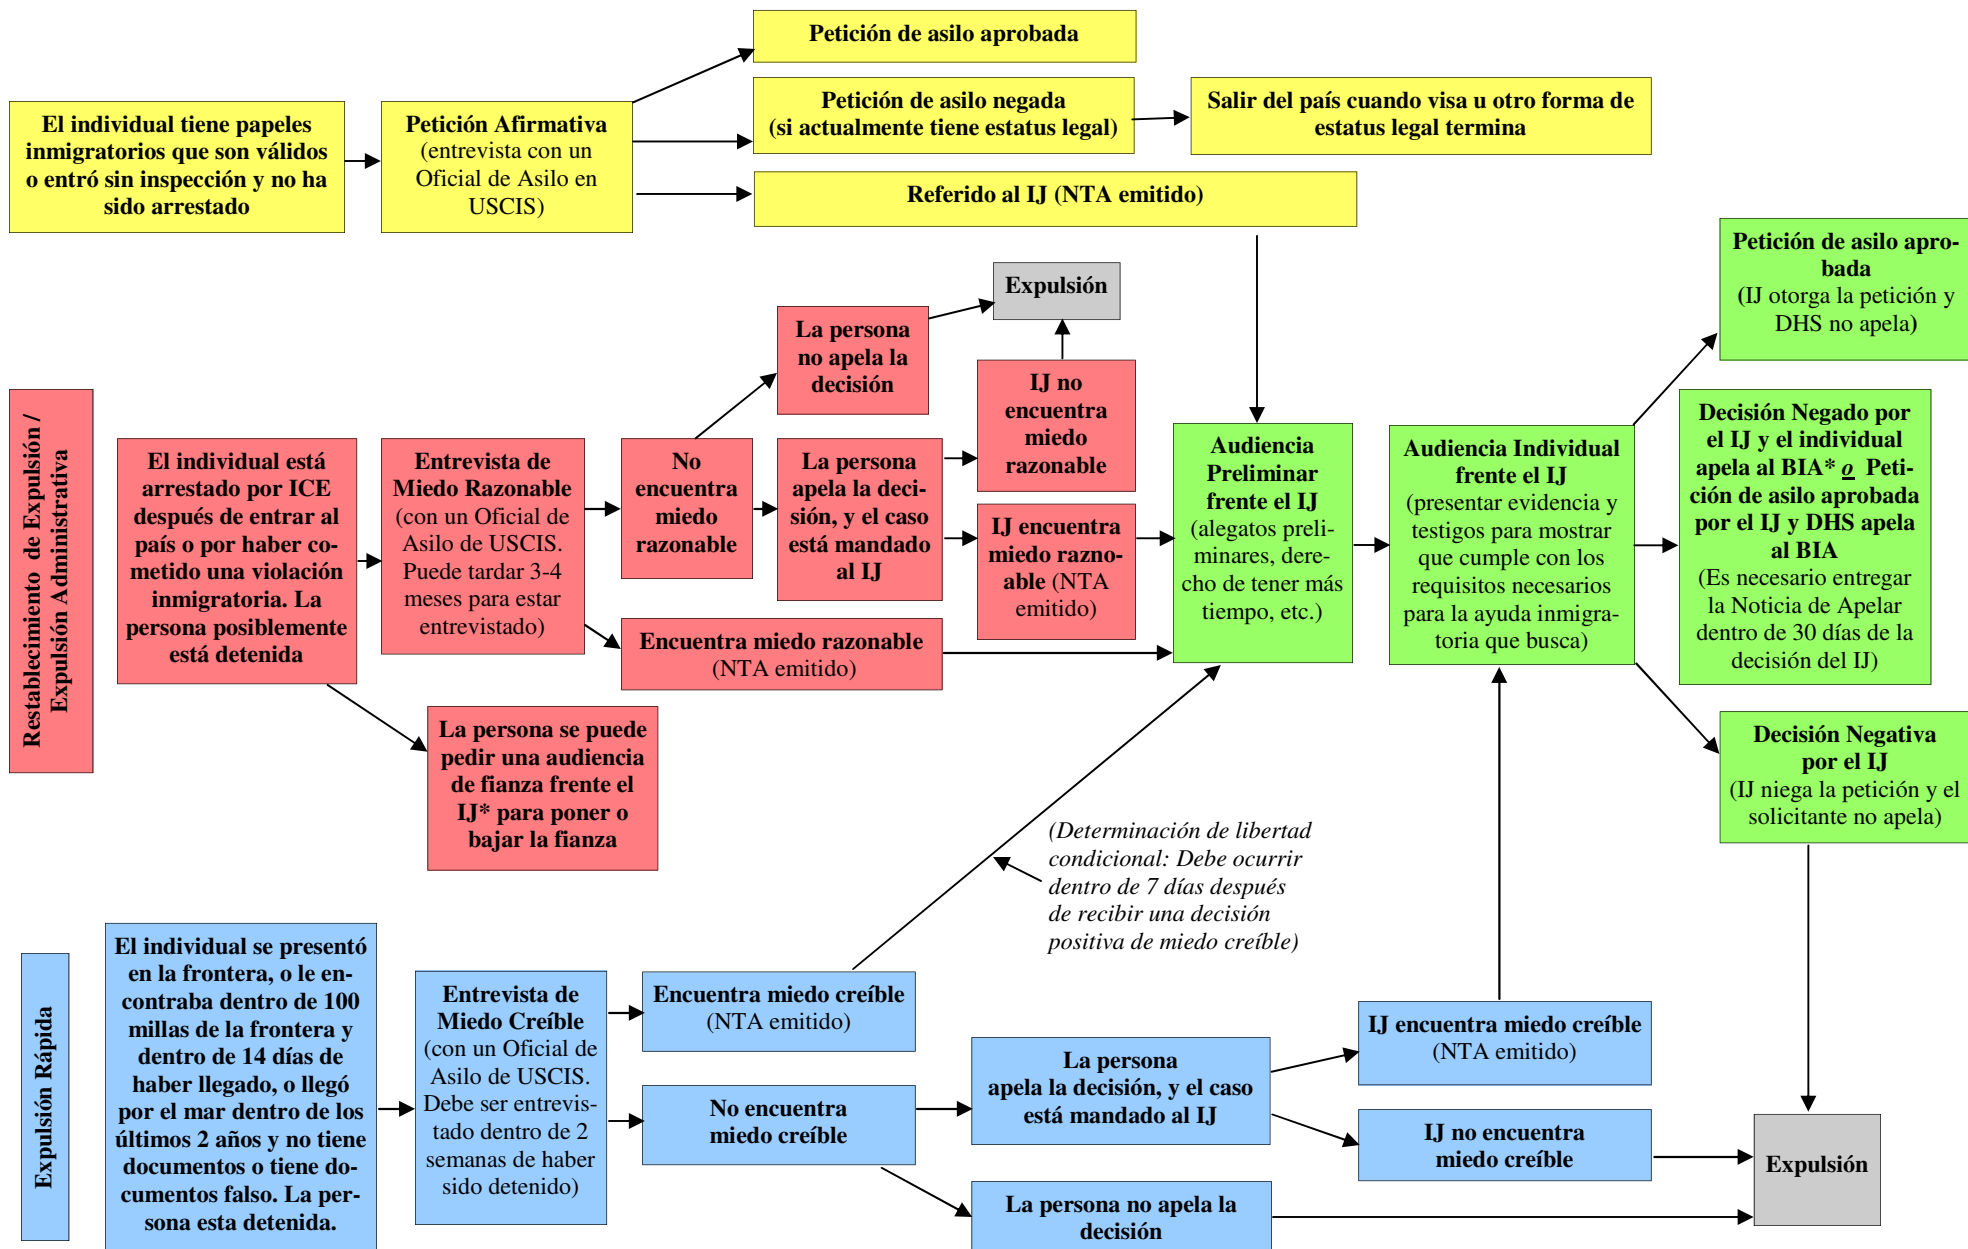 Petición de asilo aprobada
El individual tiene papeles
inmigratorios que son válidos
o entró sin inspección y no ha
sido arrestado
Petición Afirmativa
(entrevista con un
Oficial de Asilo en
USCIS)
Petición de asilo negada
(si actualmente tiene estatus legal)
Salir del país cuando visa u otro forma de
estatus legal termina
Referido al IJ (NTA emitido)
Restablecimiento de Expulsión /
Expulsión Administrativa
El individual está
arrestado por ICE
después de entrar al
país o por haber co-
metido una violación
inmigratoria. La
persona posiblemente
está detenida
Entrevista de
Miedo Razonable
(con un Oficial de
Asilo de USCIS.
Puede tardar 3-4
meses para estar
entrevistado)
No
encuentra
miedo
razonable
La persona
no apela la
decisión
Expulsión
La persona
apela la deci-
sión, y el caso
está mandado
al IJ
IJ no
encuentra
miedo
razonable
IJ encuentra
miedo razno-
able (NTA
emitido)
Encuentra miedo razonable
(NTA emitido)
La persona se puede
pedir una audiencia
de fianza frente el
IJ* para poner o
bajar la fianza
Audiencia
Preliminar
frente el IJ
(alegatos preli-
minares, dere-
cho de tener más
tiempo, etc.)
Audiencia Individual
frente el IJ
(presentar evidencia y
testigos para mostrar
que cumple con los
requisitos necesarios
para la ayuda inmigra-
toria que busca)
Petición de asilo apro-
bada
(IJ otorga la petición y
DHS no apela)
Decisión Negado por
el IJ y el individual
apela al BIA* o Peti-
ción de asilo aprobada
por el IJ y DHS apela
al BIA
(Es necesario entregar
la Noticia de Apelar
dentro de 30 días de la
decisión del IJ)
Decisión Negativa
por el IJ
(IJ niega la petición y el
solicitante no apela)
(Determinación de libertad
condicional: Debe ocurrir
dentro de 7 días después
de recibir una decisión
positiva de miedo creíble)
Expulsión Rápida
El individual se presentó
en la frontera, o le en-
contraba dentro de 100
millas de la frontera y
dentro de 14 días de
haber llegado, o llegó
por el mar dentro de los
últimos 2 años y no tiene
documentos o tiene do-
cumentos falso. La per-
sona esta detenida.
Entrevista de
Miedo Creíble
(con un Oficial de
Asilo de USCIS.
Debe ser entrevis-
tado dentro de 2
semanas de haber
sido detenido)
Encuentra miedo creíble
(NTA emitido)
No encuentra
miedo creíble
La persona
apela la decisión, y el caso
está mandado al IJ
La persona no apela la
decisión
IJ encuentra miedo creíble
(NTA emitido)
IJ no encuentra
miedo creíble
Expulsión